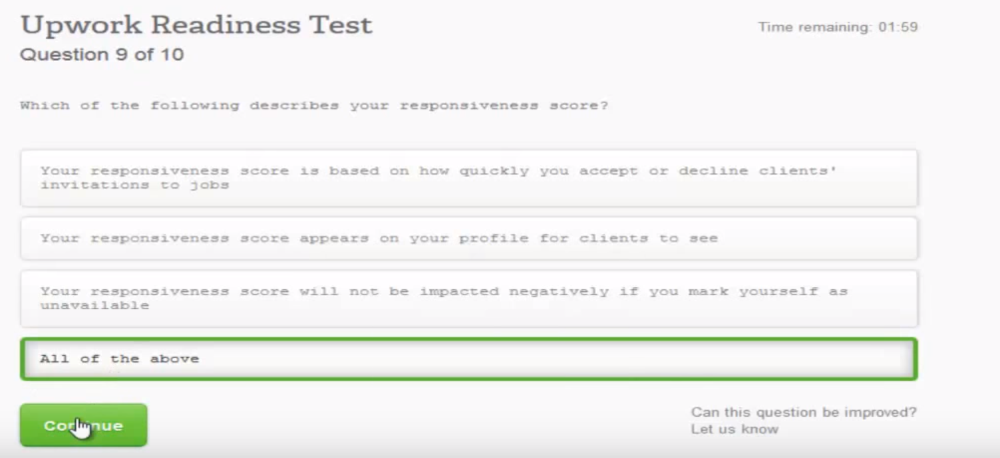 Upwork Readiness Test
Time remaining: 01:59
Question 9 of 10
Which of the following describes your responsiveness score?
Your responsiveness score is based on how quickly you accept or decline clients'
invitations to jobs
Your responsiveness score appears on your profile for clients to see
Your responsiveness score will not be impacted negatively if you mark yourself as
unavailable
All of the above
Continue
Can this question be improved?
Let us know